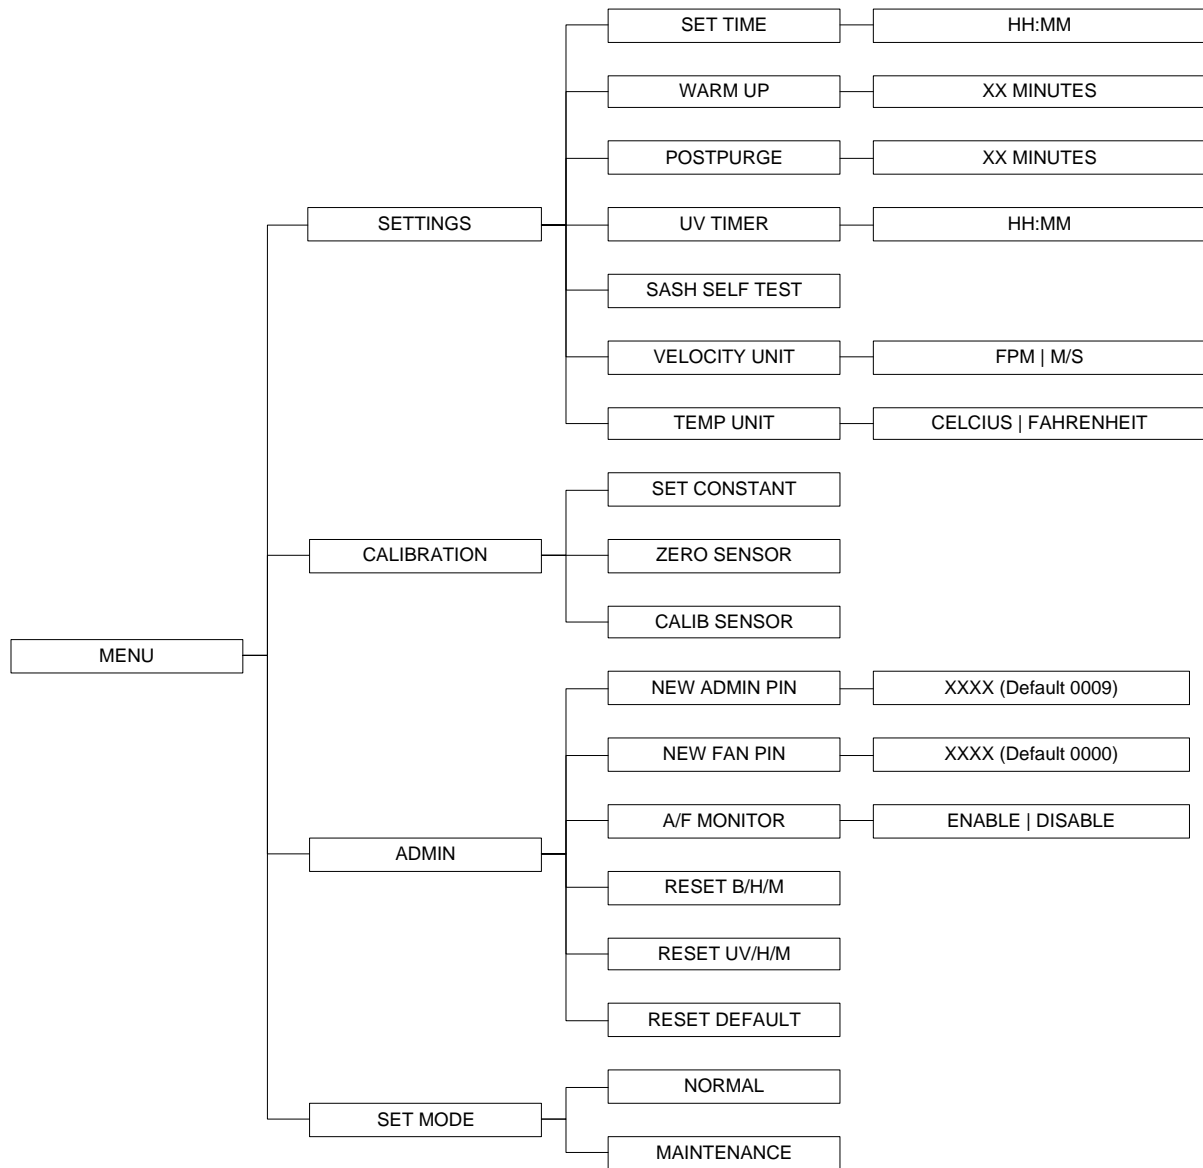 SET TIME
HH:MM
WARM UP
XX MINUTES
POSTPURGE
XX MINUTES
SETTINGS
UV TIMER
HH:MM
SASH SELF TEST
VELOCITY UNIT
FPM | M/S
TEMP UNIT
CELCIUS | FAHRENHEIT
SET CONSTANT
CALIBRATION
ZERO SENSOR
CALIB SENSOR
MENU
NEW ADMIN PIN
XXXX (Default 0009)
NEW FAN PIN
XXXX (Default 0000)
A/F MONITOR
ENABLE | DISABLE
ADMIN
RESET B/H/M
RESET UV/H/M
RESET DEFAULT
NORMAL
SET MODE
MAINTENANCE